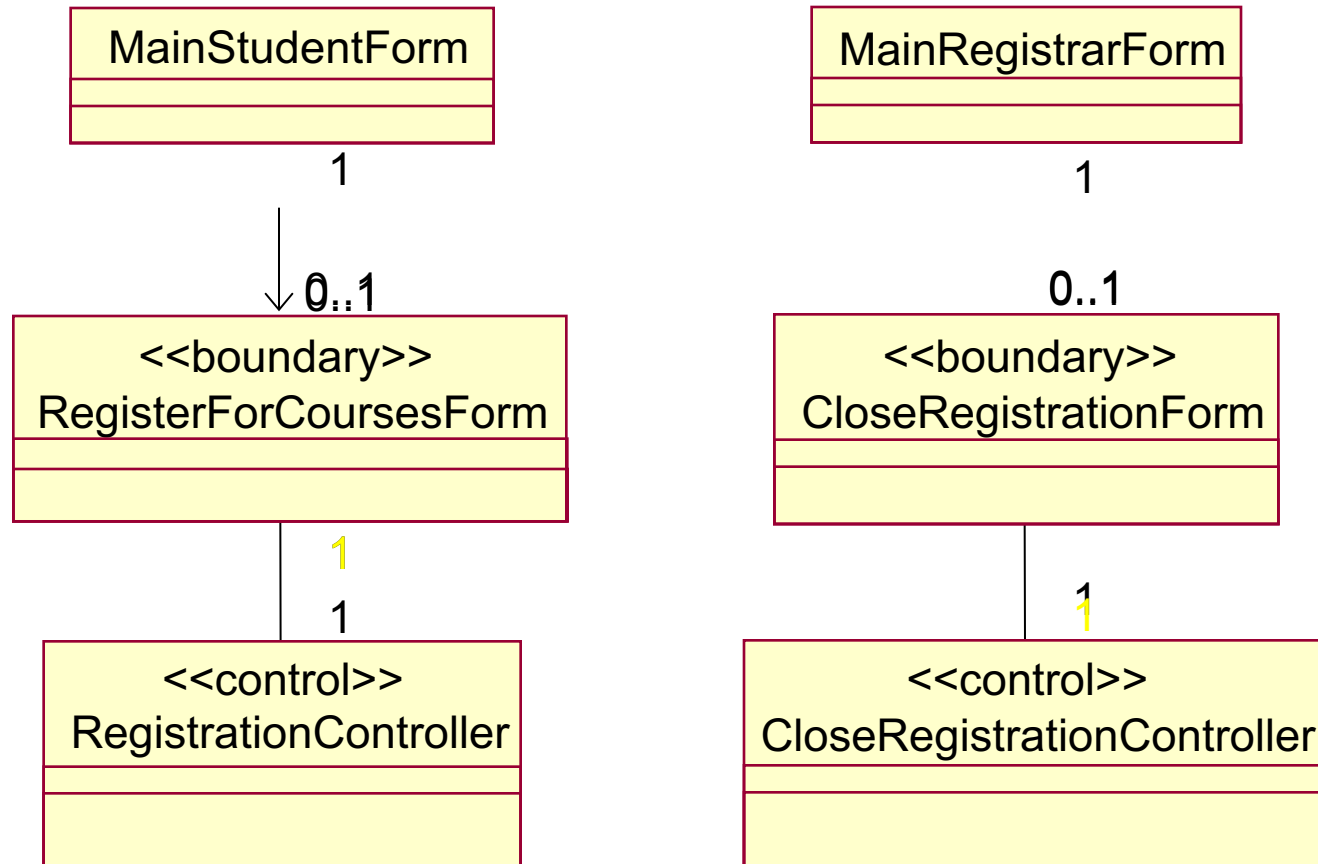 MainStudentForm
1
0..1
<<boundary>>
RegisterForCoursesForm
1
1
<<control>>
RegistrationController
MainRegistrarForm
1
0..1
<<boundary>>
CloseRegistrationForm
1
1
<<control>>
CloseRegistrationController